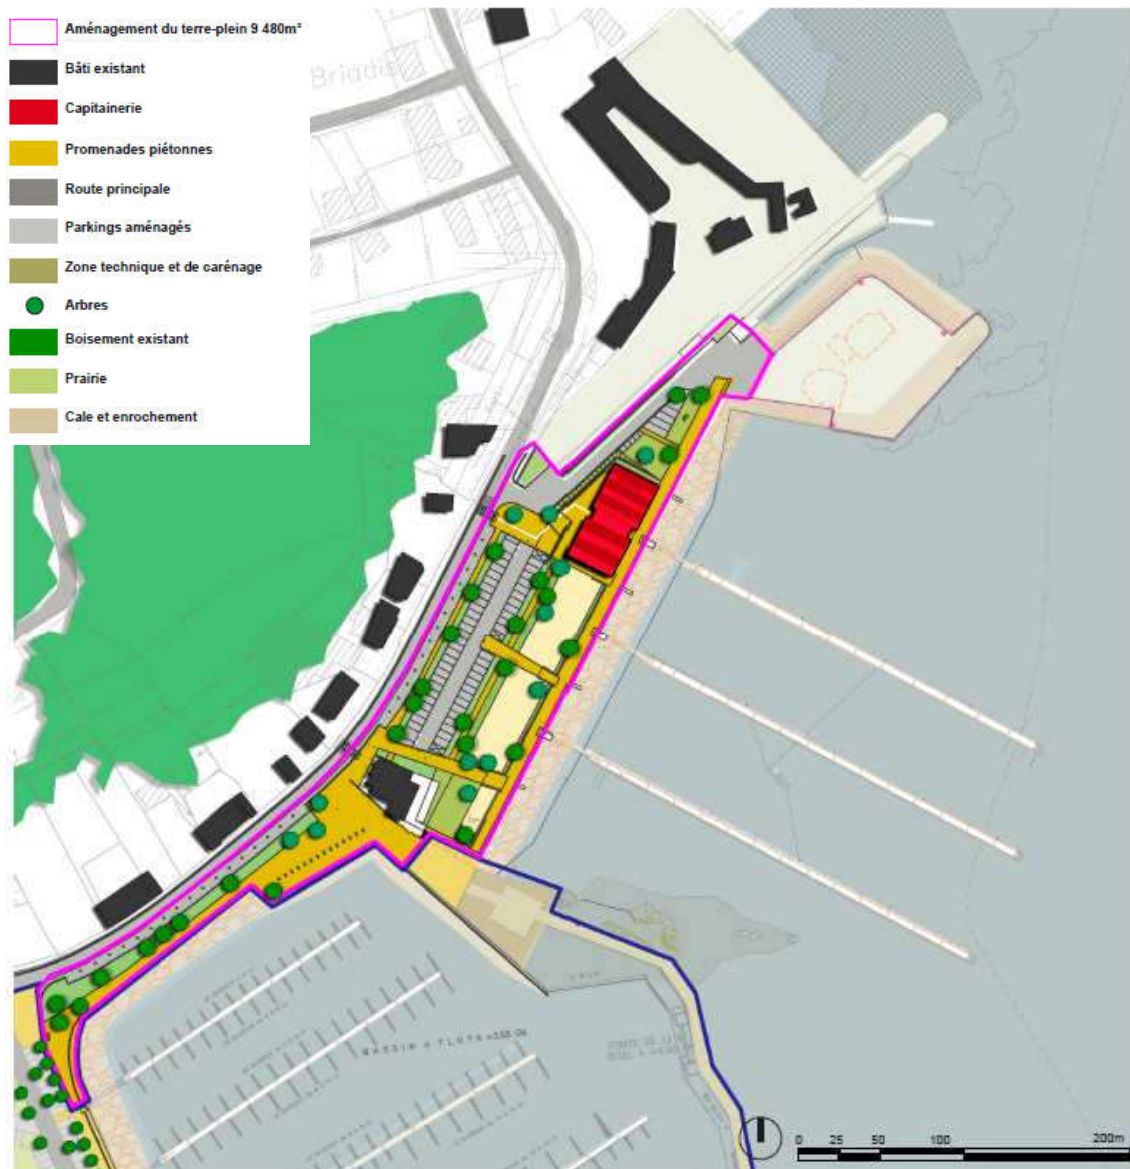 Aménagement du terre-plein 9 480m²
Bâti existant
Capitainerie
Promenades piétonnes
Route principale
Parkings aménagés
Zone technique et de carénage
Arbres
Boisement existant
Prairie
Cale et enrochement
0 25 50 100 200m